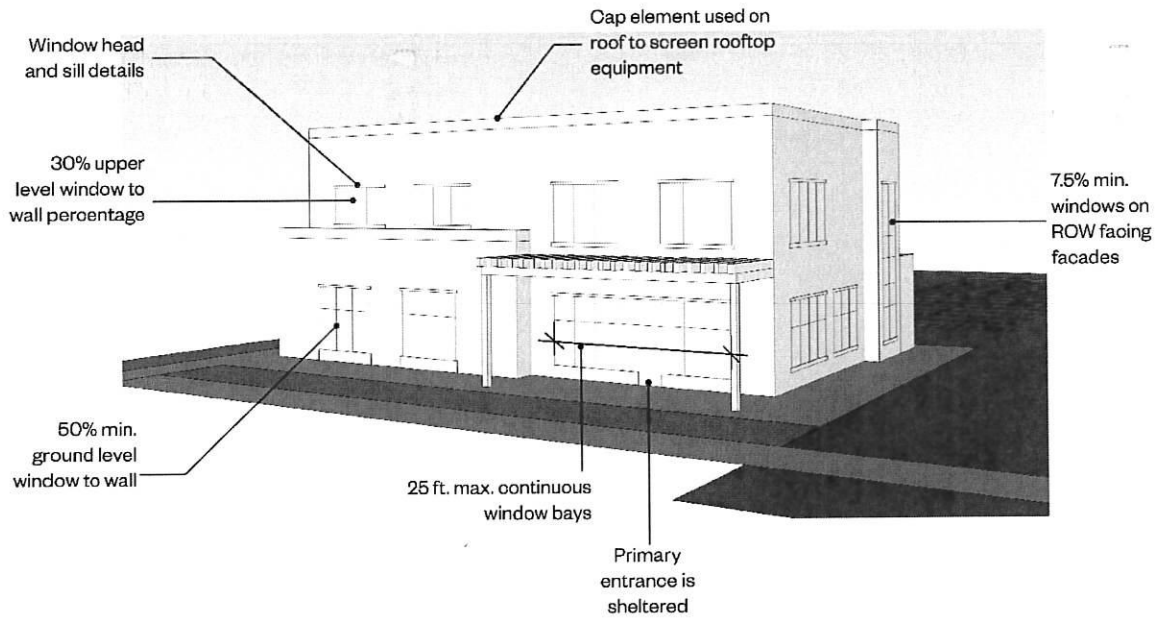 Cap element used on
roof to screen rooftop
equipment
Window head
and sill details
30% upper
level window to
wall percentage
7.5% min.
windows on
ROW facing
facades
50% min.
ground level
window to wall
25 ft. max. continuous
window bays
Primary
entrance is
sheltered